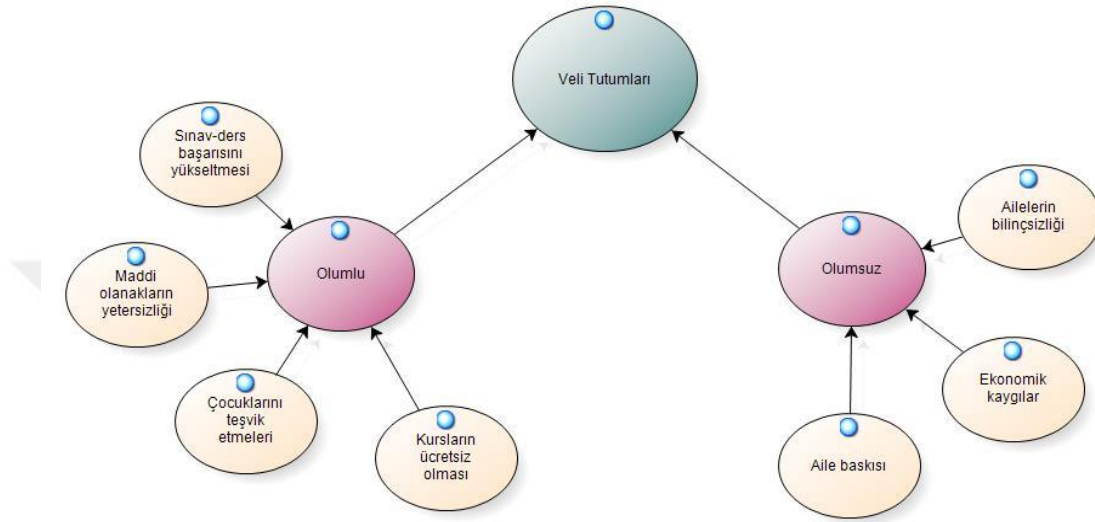 Veli Tutumları
Sınav-ders
başarısını
yükseltmesi
Maddi
olanakların
yetersizliği
Olumlu
Çocuklarını
teşvik
etmeleri
Kursların
ücretsiz
olması
Ailelerin
bilinçsizliği
Olumsuz
Ekonomik
kaygılar
Aile baskısı